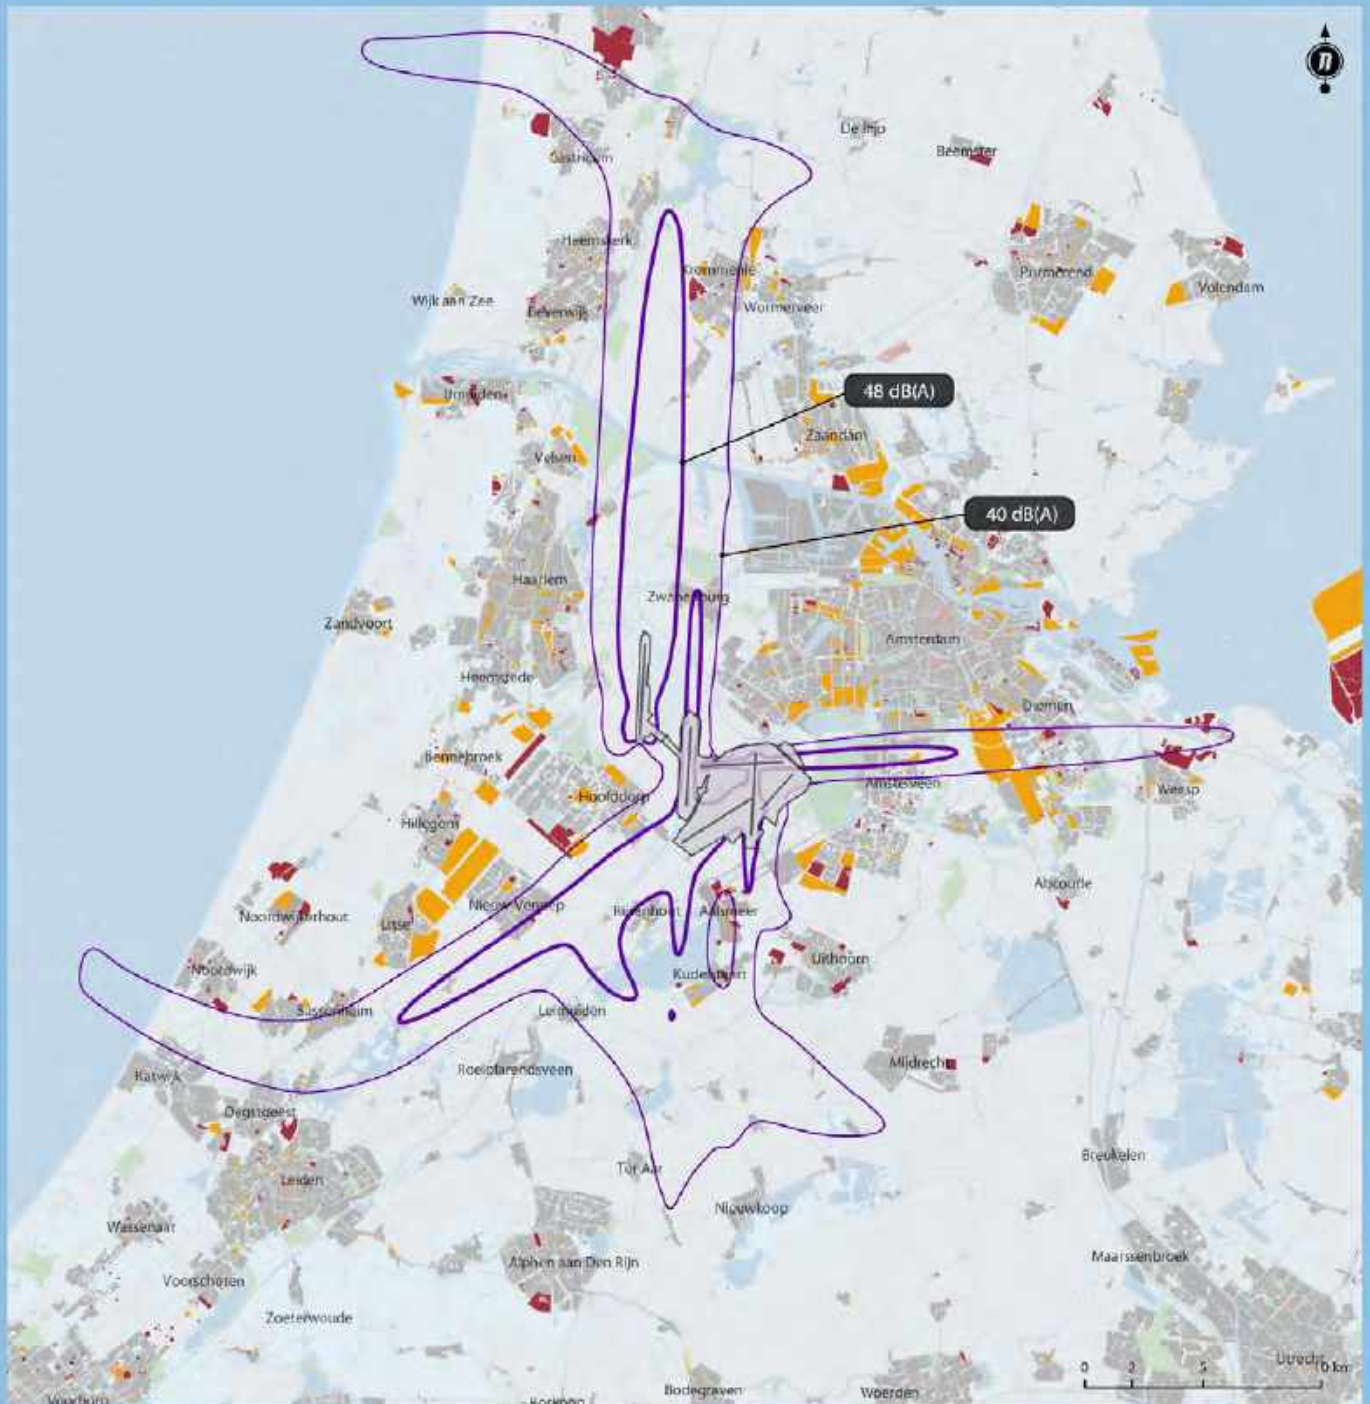 n
Castricum
De Rijp
Beemster
Heemskerk
Krommenie
Purmerend
Wijk aan Zee
Wormerveer
Volendam
Beverwijk
48 dB(A)
IJmuiden
Zaandam
Velsen
40 dB(A)
Haarlem
Zwanenburg
Zandvoort
Amsterdam
Heemstede
Diemen
Bennebroek
Amstelveen
Weesp
Hoofddorp
Hillegom
Abcoude
Nieuw-Vennep
Rijsenhout
Aalsmeer
Noordwijkerhout
Lisse
Uithoorn
Noordwijk
Kudelstaart
Sassenheim
Leimuiden
Mijdrecht
Roelofarendsveen
Katwijk
Oegstgeest
Breukelen
Ter Aar
Leiden
Nieuwkoop
Wassenaar
Maarssenbroek
Alphen aan Den Rijn
Voorschoten
Zoeterwoude
Utrecht
0 2 5 10 km
Bodegraven
Woerden